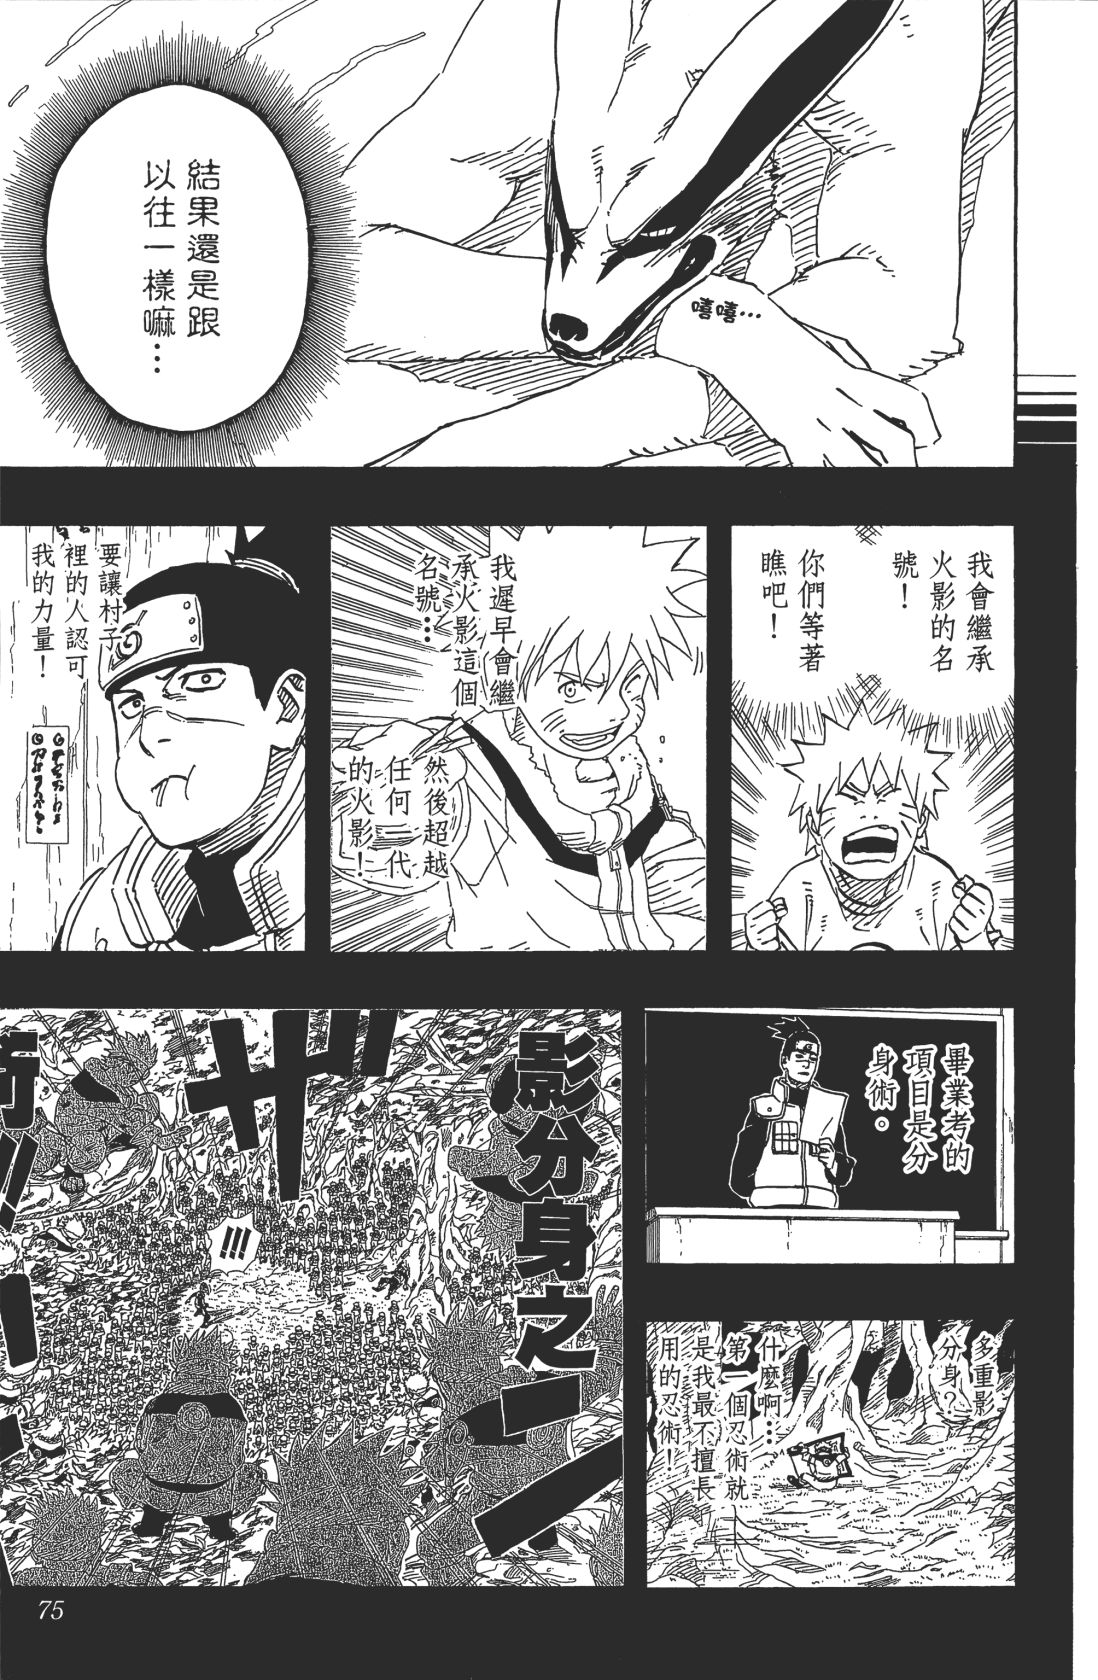 嘻嘻…
結果還是跟
以往一樣嘛…
我會繼承
火影的名
號！
你們等著
瞧吧！
我遲早會繼
承火影這個
名號…
然後超越
任何一代
的火影！
要讓村子
裡的人認可
我的力量！
畢業考的
項目是分
身術。
多重影
分身？
什麼啊…
第一個忍術就
是我最不擅長
用的忍術！
影分身之——
術!!
!!!
75